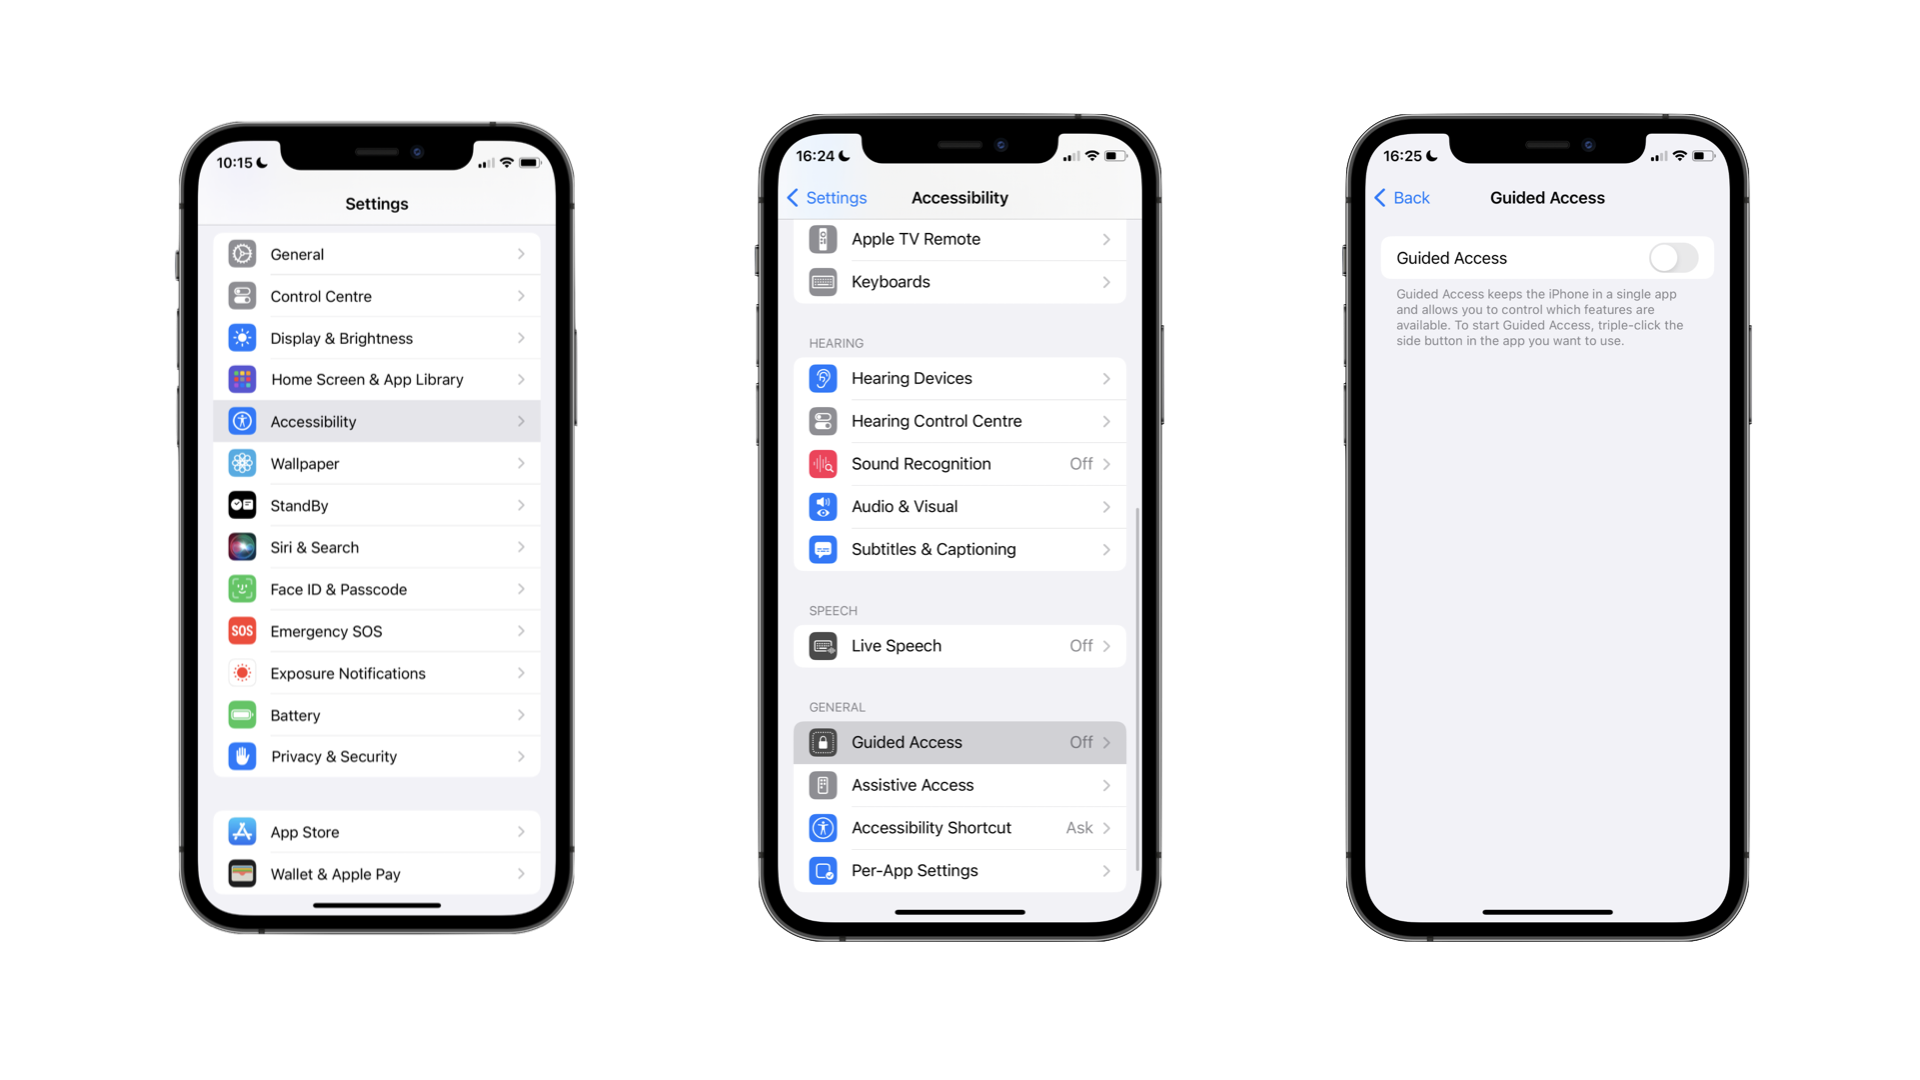 10:15
Settings
General
Control Centre
Display & Brightness
Home Screen & App Library
Accessibility
Wallpaper
StandBy
Siri & Search
Face ID & Passcode
SOS Emergency SOS
Exposure Notifications
Battery
Privacy & Security
App Store
Wallet & Apple Pay
16:24
Settings Accessibility
Apple TV Remote
Keyboards
HEARING
Hearing Devices
Hearing Control Centre
Sound Recognition Off
Audio & Visual
Subtitles & Captioning
SPEECH
Live Speech Off
GENERAL
Guided Access Off
Assistive Access
Accessibility Shortcut Ask
Per-App Settings
16:25
Back Guided Access
Guided Access
Guided Access keeps the iPhone in a single app
and allows you to control which features are
available. To start Guided Access, triple-click the
side button in the app you want to use.